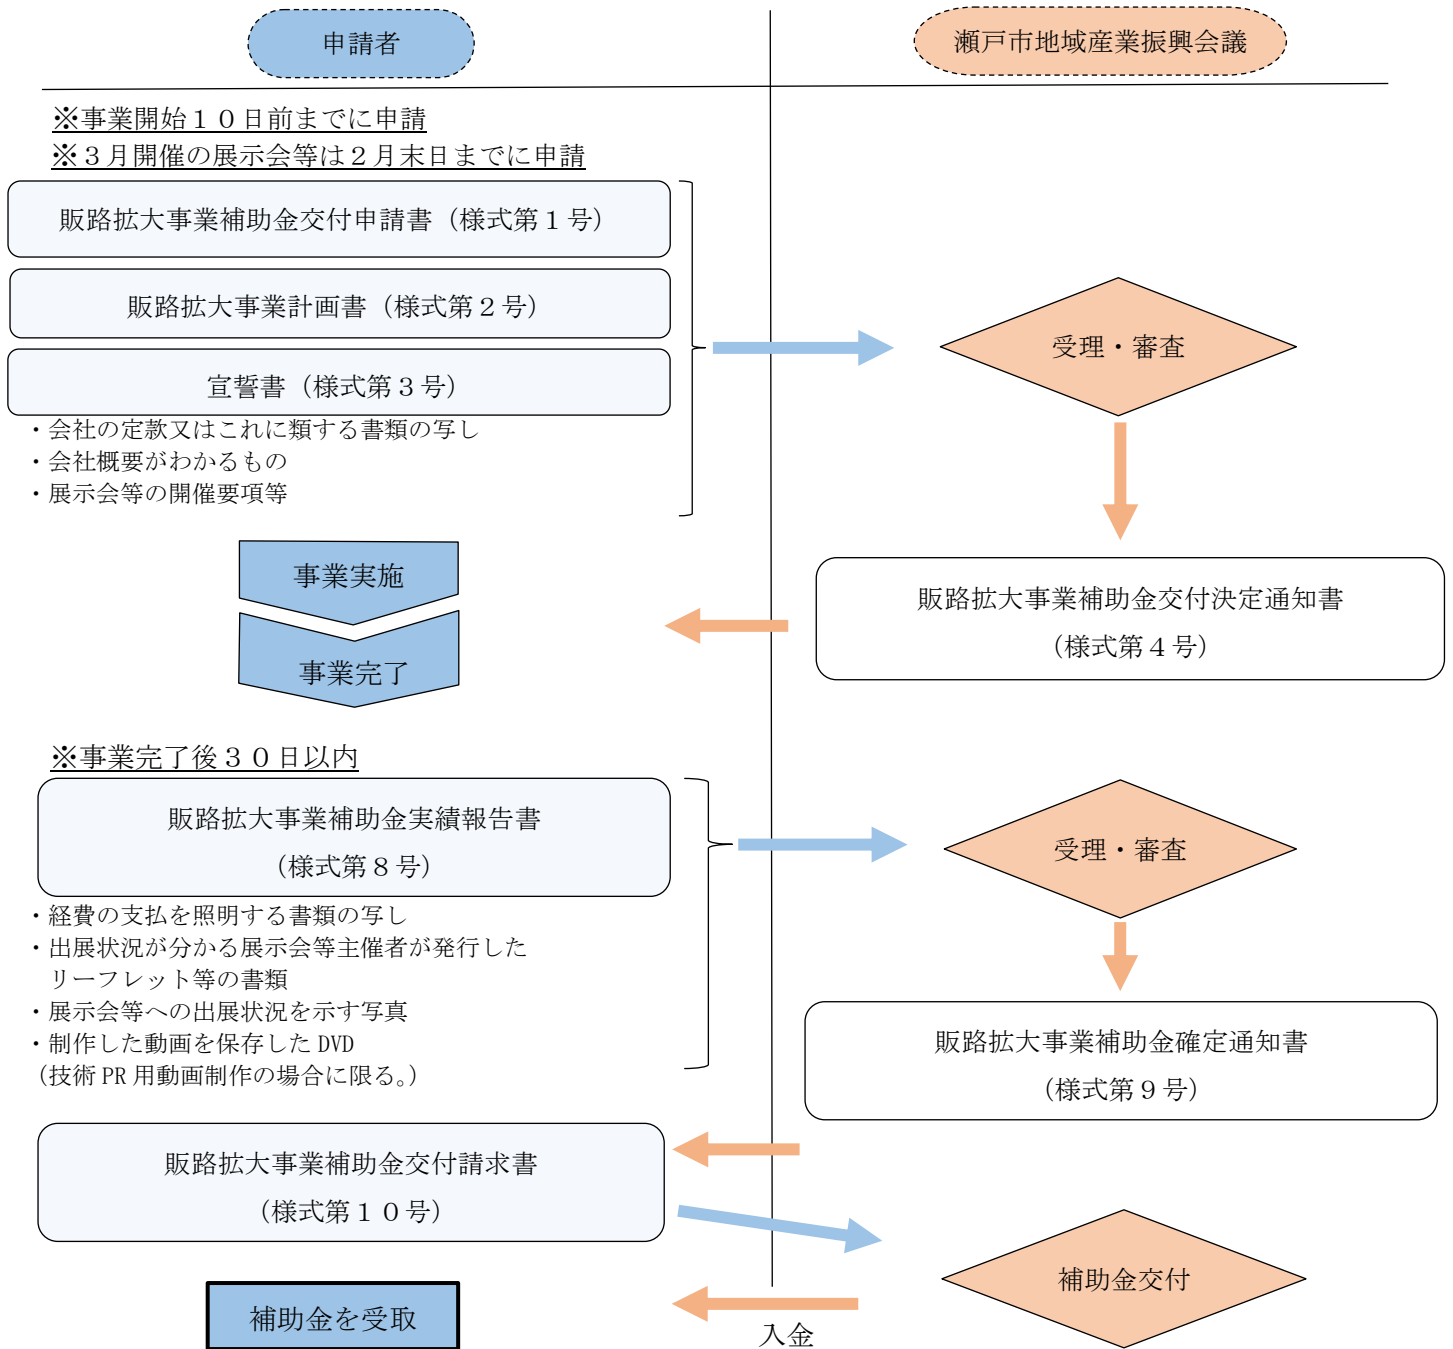 申請者
瀬戸市地域産業振興会議
※事業開始１０日前までに申請
※３月開催の展示会等は２月末日までに申請
販路拡大事業補助金交付申請書（様式第１号）
販路拡大事業計画書（様式第２号）
宣誓書（様式第３号）
・会社の定款又はこれに類する書類の写し
・会社概要がわかるもの
・展示会等の開催要項等
受理・審査
事業実施
事業完了
販路拡大事業補助金交付決定通知書
（様式第４号）
※事業完了後３０日以内
販路拡大事業補助金実績報告書
（様式第８号）
・経費の支払を照明する書類の写し
・出展状況が分かる展示会等主催者が発行した
リーフレット等の書類
・展示会等への出展状況を示す写真
・制作した動画を保存した DVD
（技術 PR 用動画制作の場合に限る。）
受理・審査
販路拡大事業補助金確定通知書
（様式第９号）
販路拡大事業補助金交付請求書
（様式第１０号）
補助金交付
補助金を受取
入金